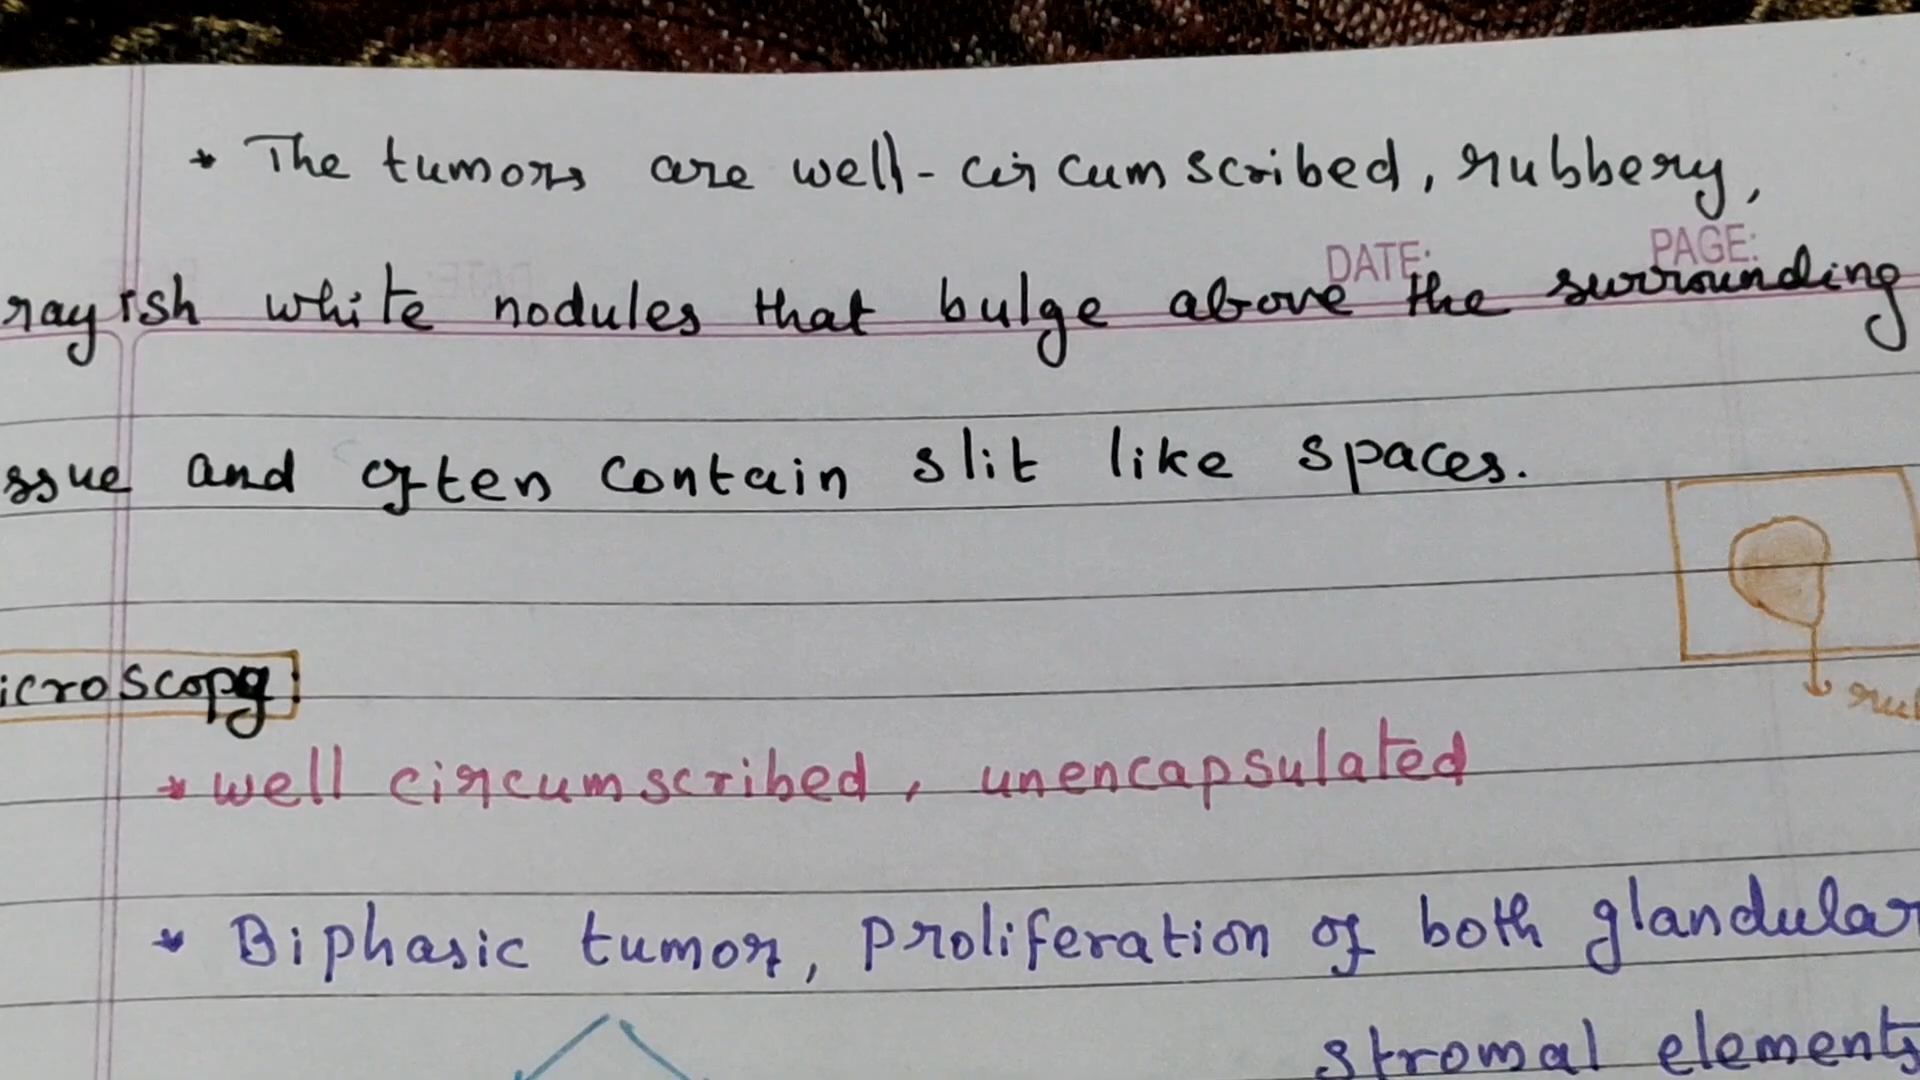 * The tumors are well-circumscribed, rubbery,
DATE: PAGE:
rayish white nodules that bulge above the surrounding
ssue and often contain slit like spaces.
icroscopy
rub
* well circumscribed, unencapsulated
* Biphasic tumor, proliferation of both glandular
stromal elements